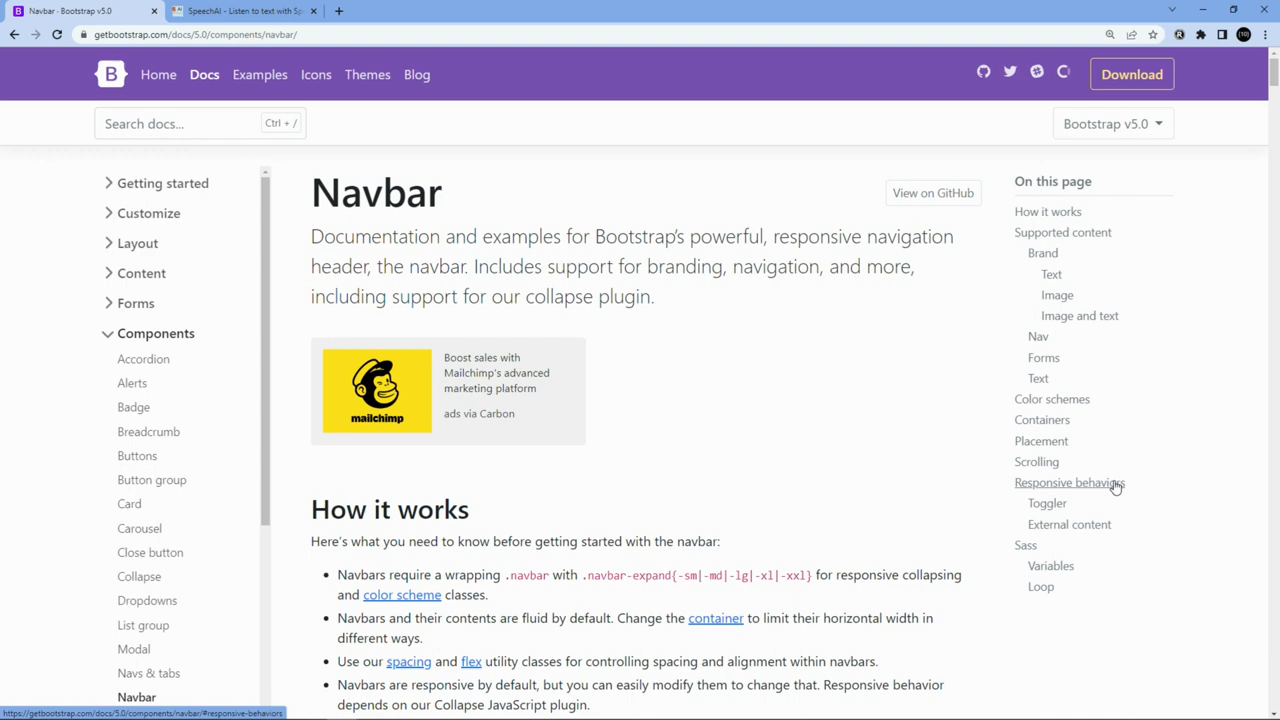 Navbar · Bootstrap v5.0
SpeechAI - Listen to text with Sp
getbootstrap.com/docs/5.0/components/navbar/
B
Home
Docs
Examples
Icons
Themes
Blog
Download
Search docs...
Ctrl + /
Bootstrap v5.0
Getting started
Customize
Layout
Content
Forms
Components
Accordion
Alerts
Badge
Breadcrumb
Buttons
Button group
Card
Carousel
Close button
Collapse
Dropdowns
List group
Modal
Navs & tabs
Navbar
Navbar
View on GitHub
Documentation and examples for Bootstrap’s powerful, responsive navigation
header, the navbar. Includes support for branding, navigation, and more,
including support for our collapse plugin.
mailchimp
Boost sales with
Mailchimp's advanced
marketing platform
ads via Carbon
How it works
Here’s what you need to know before getting started with the navbar:
• Navbars require a wrapping .navbar with .navbar-expand{-sm|-md|-lg|-xl|-xxl} for responsive collapsing
and color scheme classes.
• Navbars and their contents are fluid by default. Change the container to limit their horizontal width in
different ways.
• Use our spacing and flex utility classes for controlling spacing and alignment within navbars.
• Navbars are responsive by default, but you can easily modify them to change that. Responsive behavior
depends on our Collapse JavaScript plugin.
On this page
How it works
Supported content
Brand
Text
Image
Image and text
Nav
Forms
Text
Color schemes
Containers
Placement
Scrolling
Responsive behaviors
Toggler
External content
Sass
Variables
Loop
https://getbootstrap.com/docs/5.0/components/navbar/#responsive-behaviors